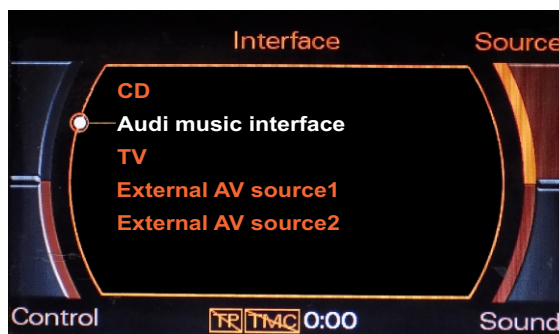 Interface
Source
CD
Audi music interface
TV
External AV source1
External AV source2
Control
TP TMC 0:00
Sound